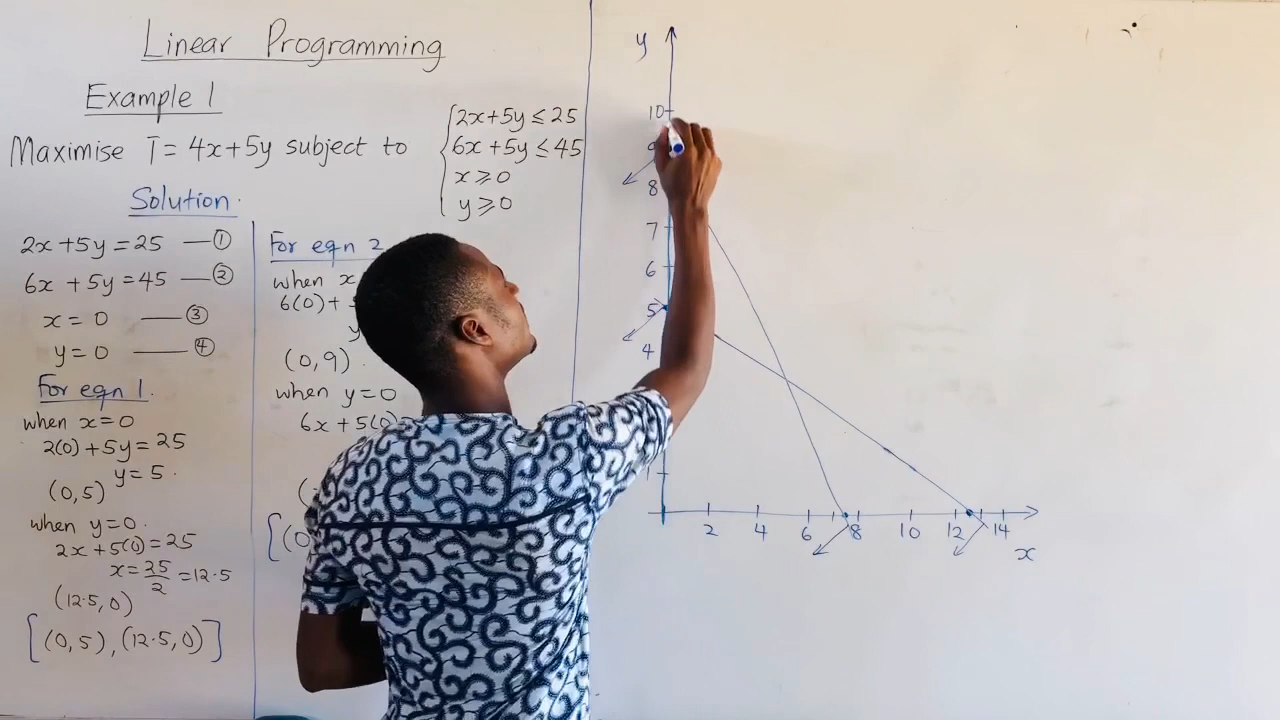 Linear Programming
Example 1
Maximise T = 4x+5y subject to
2x+5y ≤ 25
6x +5y ≤ 45
x ⩾ 0
y ⩾ 0
Solution.
2x +5y = 25 — ①
6x +5y = 45 — ②
x = 0 — ③
y = 0 — ④
For eqn 1.
when x=0
2(0)+5y = 25
y = 5.
(0,5)
when y=0.
2x + 5(0) = 25
x = 25/2 = 12.5
(12.5, 0)
[(0,5), (12.5, 0)]
For eqn 2
when x
6(0)+
y
(0,9).
when y=0
6x + 5(0)
(
[(0
y
10
9
8
7
6
5
4
1
2 4 6 8 10 12 14
x